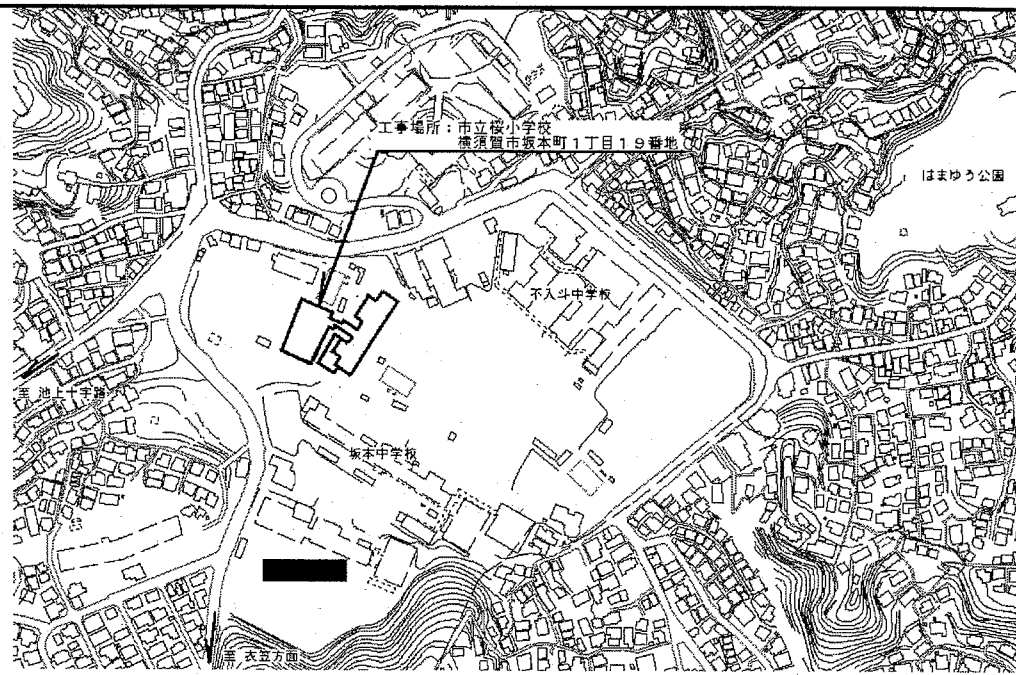 工事場所：市立桜小学校
横須賀市坂本町1丁目19番地
はまゆう公園
不入斗中学校
至 池上十字路
坂本中学校
至 衣笠方面